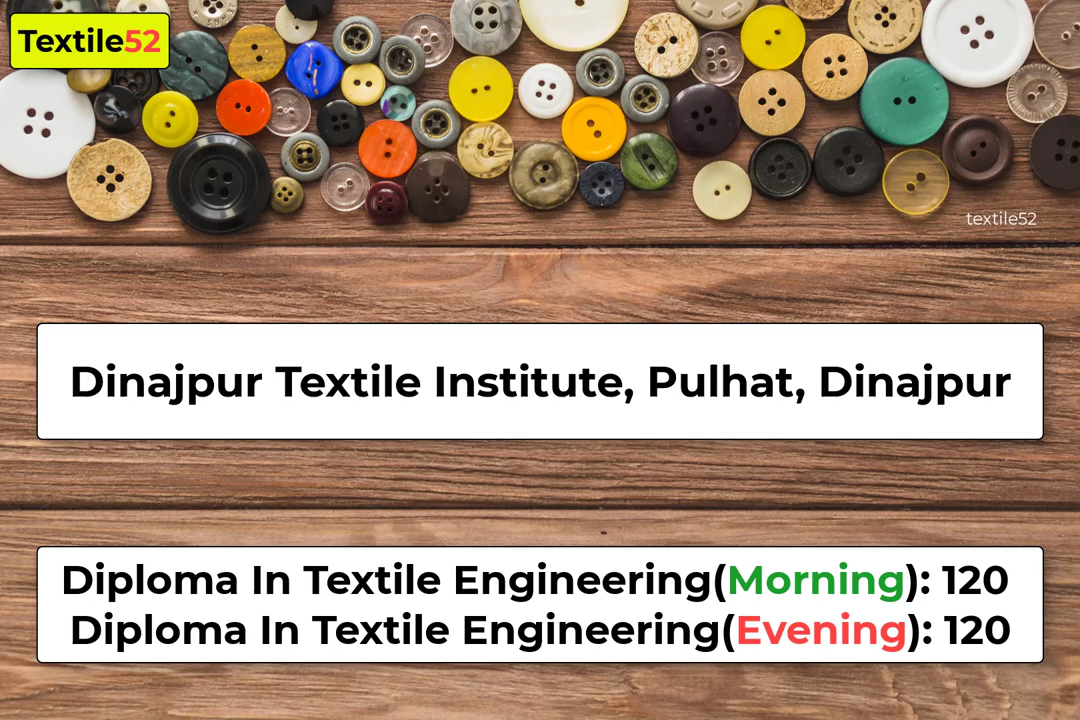 Textile52
textile52
Dinajpur Textile Institute, Pulhat, Dinajpur
Diploma In Textile Engineering(Morning): 120
Diploma In Textile Engineering(Evening): 120